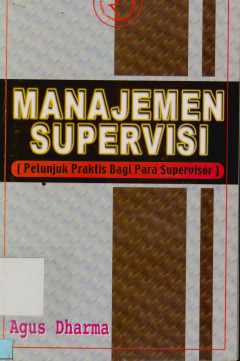 MANAJEMEN
SUPERVISI
( Petunjuk Praktis Bagi Para Supervisor )
Agus Dharma